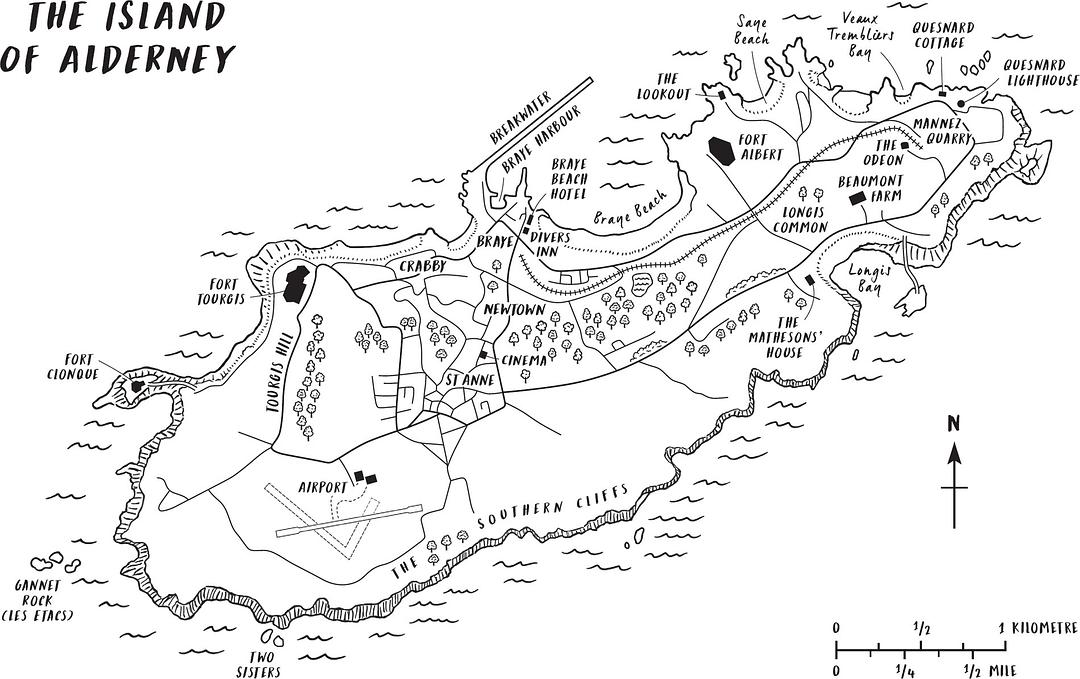 THE ISLAND
OF ALDERNEY
Saye
Beach
Veaux
Trembliers
Bay
QUESNARD
COTTAGE
QUESNARD
LIGHTHOUSE
THE
LOOKOUT
BREAKWATER
BRAYE HARBOUR
FORT
ALBERT
MANNEZ
QUARRY
THE
ODEON
BRAYE
BEACH
HOTEL
BEAUMONT
FARM
Braye Beach
LONGIS
COMMON
BRAYE
DIVERS
INN
CRABBY
Longis
Bay
FORT
TOURGIS
NEWTOWN
THE
MATHESONS'
HOUSE
TOURGIS HILL
CINEMA
FORT
CLONQUE
ST ANNE
N
AIRPORT
THE SOUTHERN CLIFFS
GANNET
ROCK
(LES ETACS)
TWO
SISTERS
0 1/2 1 KILOMETRE
0 1/4 1/2 MILE